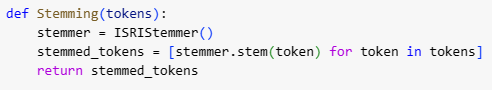 def Stemming(tokens):
    stemmer = ISRIStemmer()
    stemmed_tokens = [stemmer.stem(token) for token in tokens]
    return stemmed_tokens